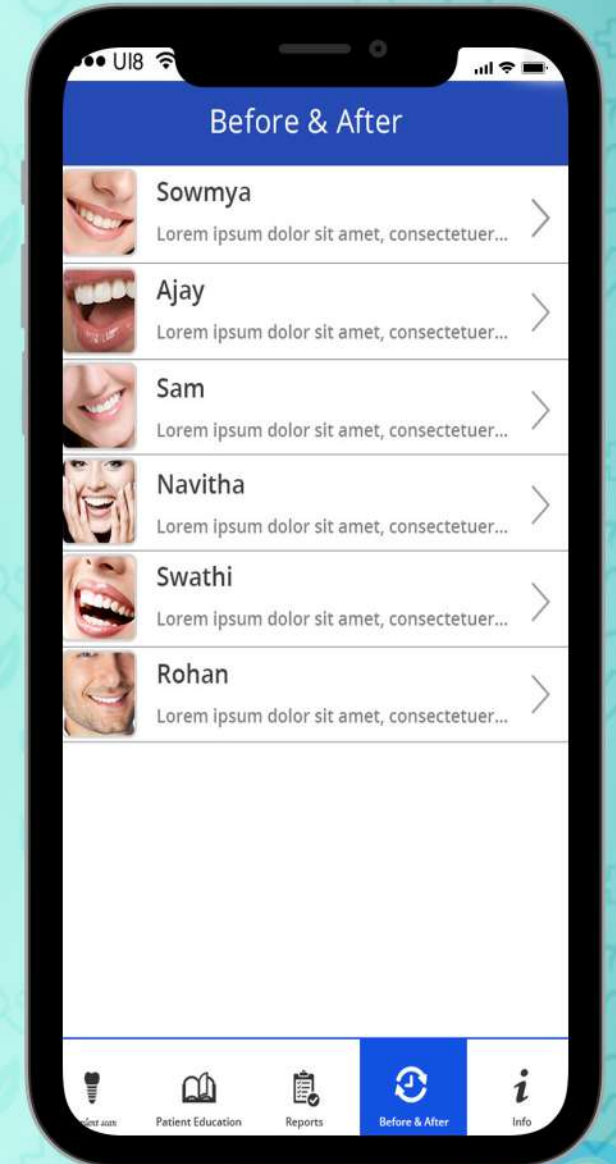 UI8
Before & After
Sowmya
Lorem ipsum dolor sit amet, consectetuer...
Ajay
Lorem ipsum dolor sit amet, consectetuer...
Sam
Lorem ipsum dolor sit amet, consectetuer...
Navitha
Lorem ipsum dolor sit amet, consectetuer...
Swathi
Lorem ipsum dolor sit amet, consectetuer...
Rohan
Lorem ipsum dolor sit amet, consectetuer...
scan Patient Education Reports Before & After Info